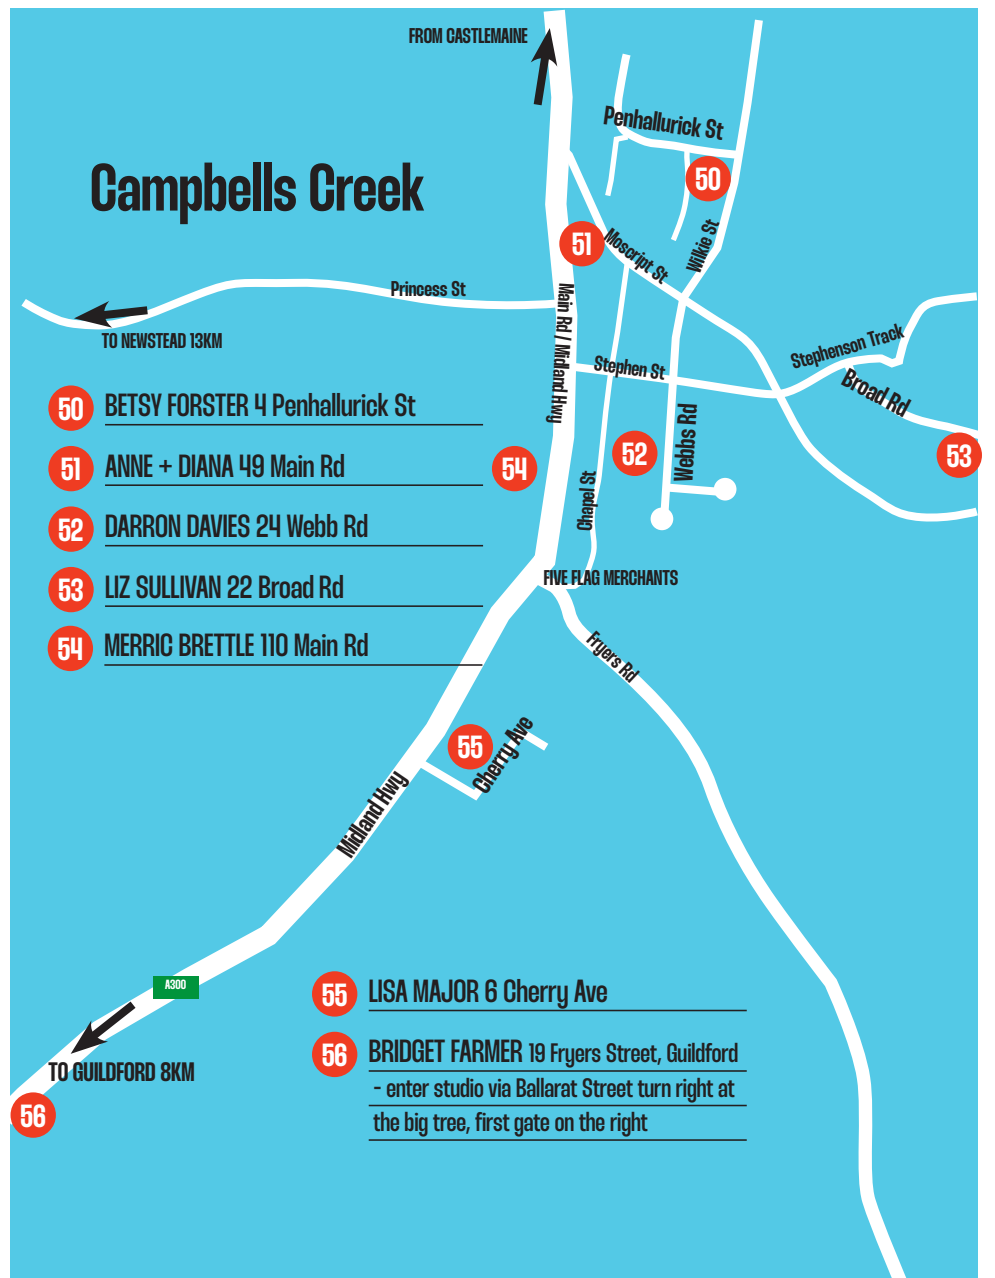 FROM CASTLEMAINE
Penhallurick St
Campbells Creek
50
51
Moscript St
Wilkie St
Princess St
Main Rd / Midland Hwy
TO NEWSTEAD 13KM
Stephen St
Stephenson Track
Broad Rd
50 BETSY FORSTER 4 Penhallurick St
51 ANNE + DIANA 49 Main Rd
52 DARRON DAVIES 24 Webb Rd
53 LIZ SULLIVAN 22 Broad Rd
54 MERRIC BRETTLE 110 Main Rd
54
52
Webbs Rd
53
Chapel St
FIVE FLAG MERCHANTS
Fryers Rd
55
Cherry Ave
Midland Hwy
A300
TO GUILDFORD 8KM
56
55 LISA MAJOR 6 Cherry Ave
56 BRIDGET FARMER 19 Fryers Street, Guildford
- enter studio via Ballarat Street turn right at
the big tree, first gate on the right